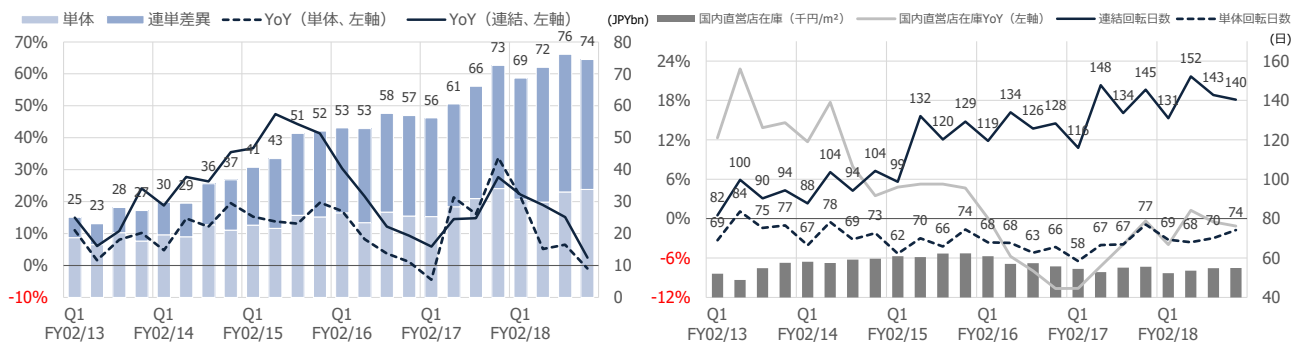 単体 連単差異 YoY(単体、左軸) YoY(連結、左軸)
(JPYbn)
70%
60%
50%
40%
30%
20%
10%
0%
-10%
80
70
60
50
40
30
20
10
0
25 23 28 27 30 29 36 37 41 43 51 52 53 53 58 57 56 61 66 73 69 72 76 74
Q1 Q1 Q1 Q1 Q1 Q1
FY02/13 FY02/14 FY02/15 FY02/16 FY02/17 FY02/18
国内直営店在庫(千円/m²) 国内直営店在庫YoY(左軸) 連結回転日数 単体回転日数
(日)
24%
18%
12%
6%
0%
-6%
-12%
160
140
120
100
80
60
40
82 100 90 94 88 104 94 104 99 132 120 129 119 134 126 128 116 148 134 145 131 152 143 140
69 84 75 77 67 78 69 73 62 70 66 74 68 68 63 66 58 67 67 77 69 68 70 74
Q1 Q1 Q1 Q1 Q1 Q1
FY02/13 FY02/14 FY02/15 FY02/16 FY02/17 FY02/18